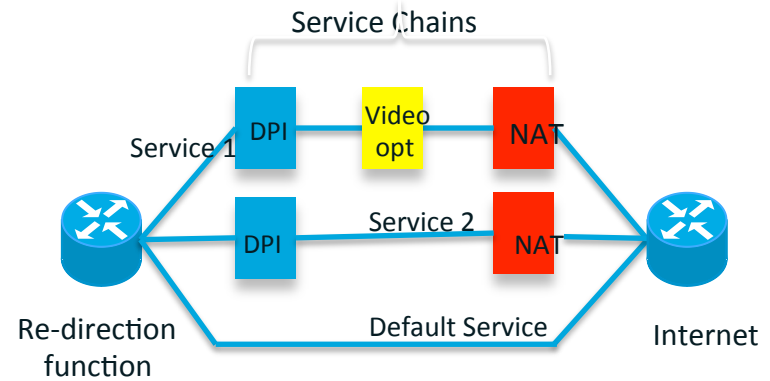 Service Chains
Service 1
DPI
Video
opt
NAT
DPI
Service 2
NAT
Re-direction
function
Default Service
Internet